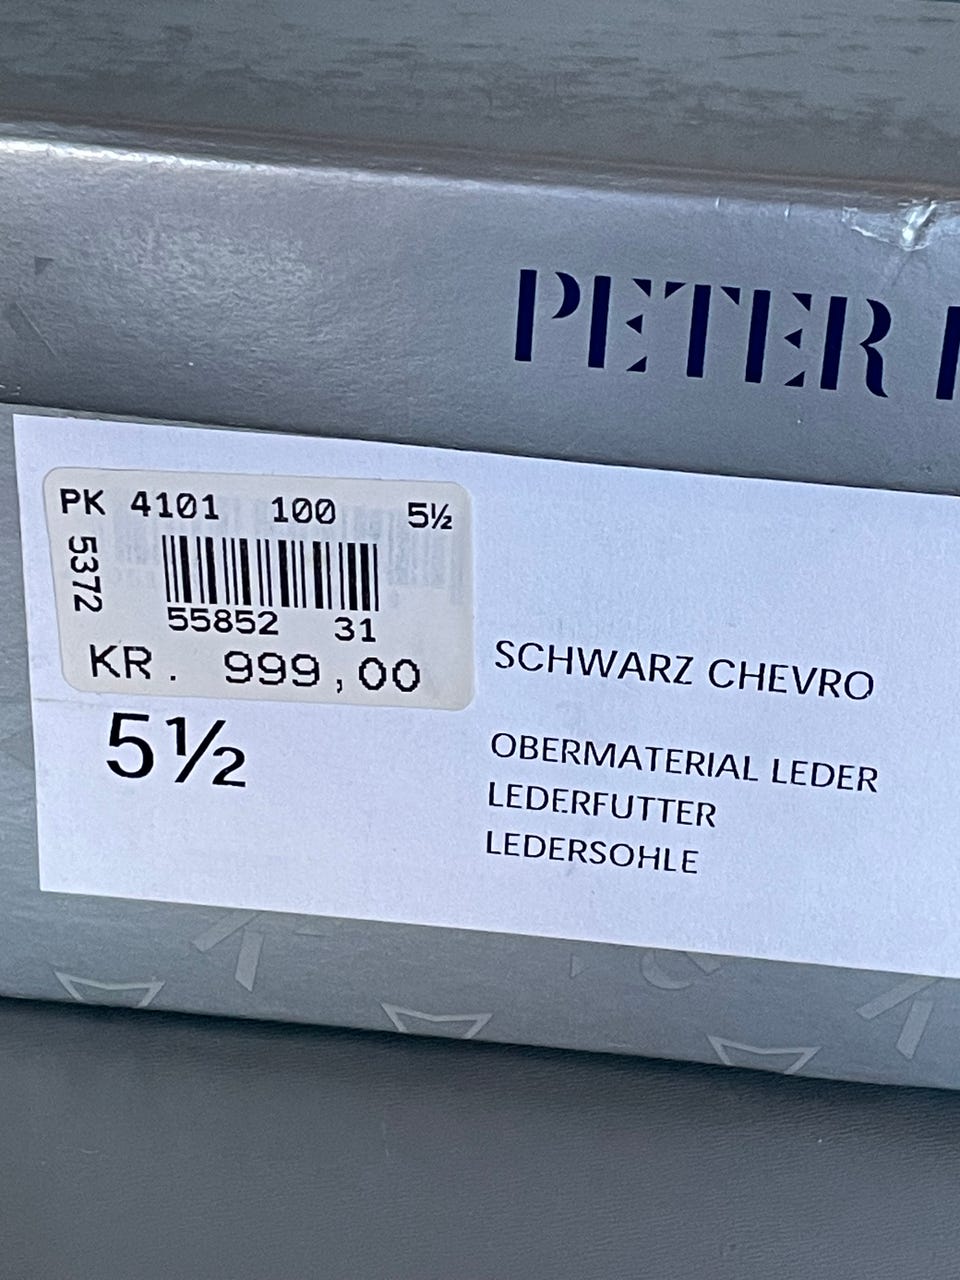 PETER
PK 4101 100 5½
5372
55852 31
KR. 999,00
5½
SCHWARZ CHEVRO
OBERMATERIAL LEDER
LEDERFUTTER
LEDERSOHLE